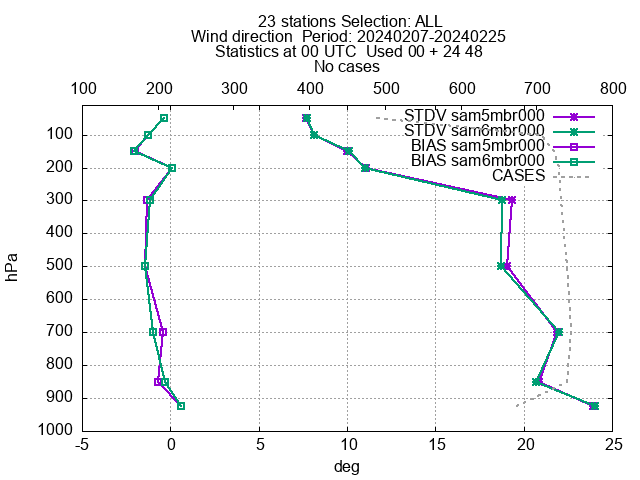 23 stations Selection: ALL
Wind direction  Period: 20240207-20240225
Statistics at 00 UTC  Used 00 + 24 48
No cases
100 200 300 400 500 600 700 800
STDV sam5mbr000
STDV sam6mbr000
BIAS sam5mbr000
BIAS sam6mbr000
CASES
100
200
300
400
500
600
700
800
900
1000
hPa
-5 0 5 10 15 20 25
deg